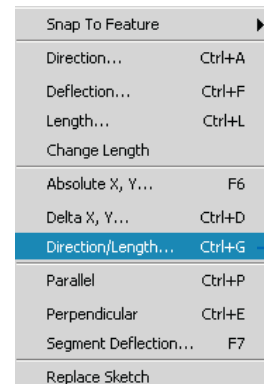 Snap To Feature
Direction... Ctrl+A
Deflection... Ctrl+F
Length... Ctrl+L
Change Length
Absolute X, Y... F6
Delta X, Y... Ctrl+D
Direction/Length... Ctrl+G
Parallel Ctrl+P
Perpendicular Ctrl+E
Segment Deflection... F7
Replace Sketch